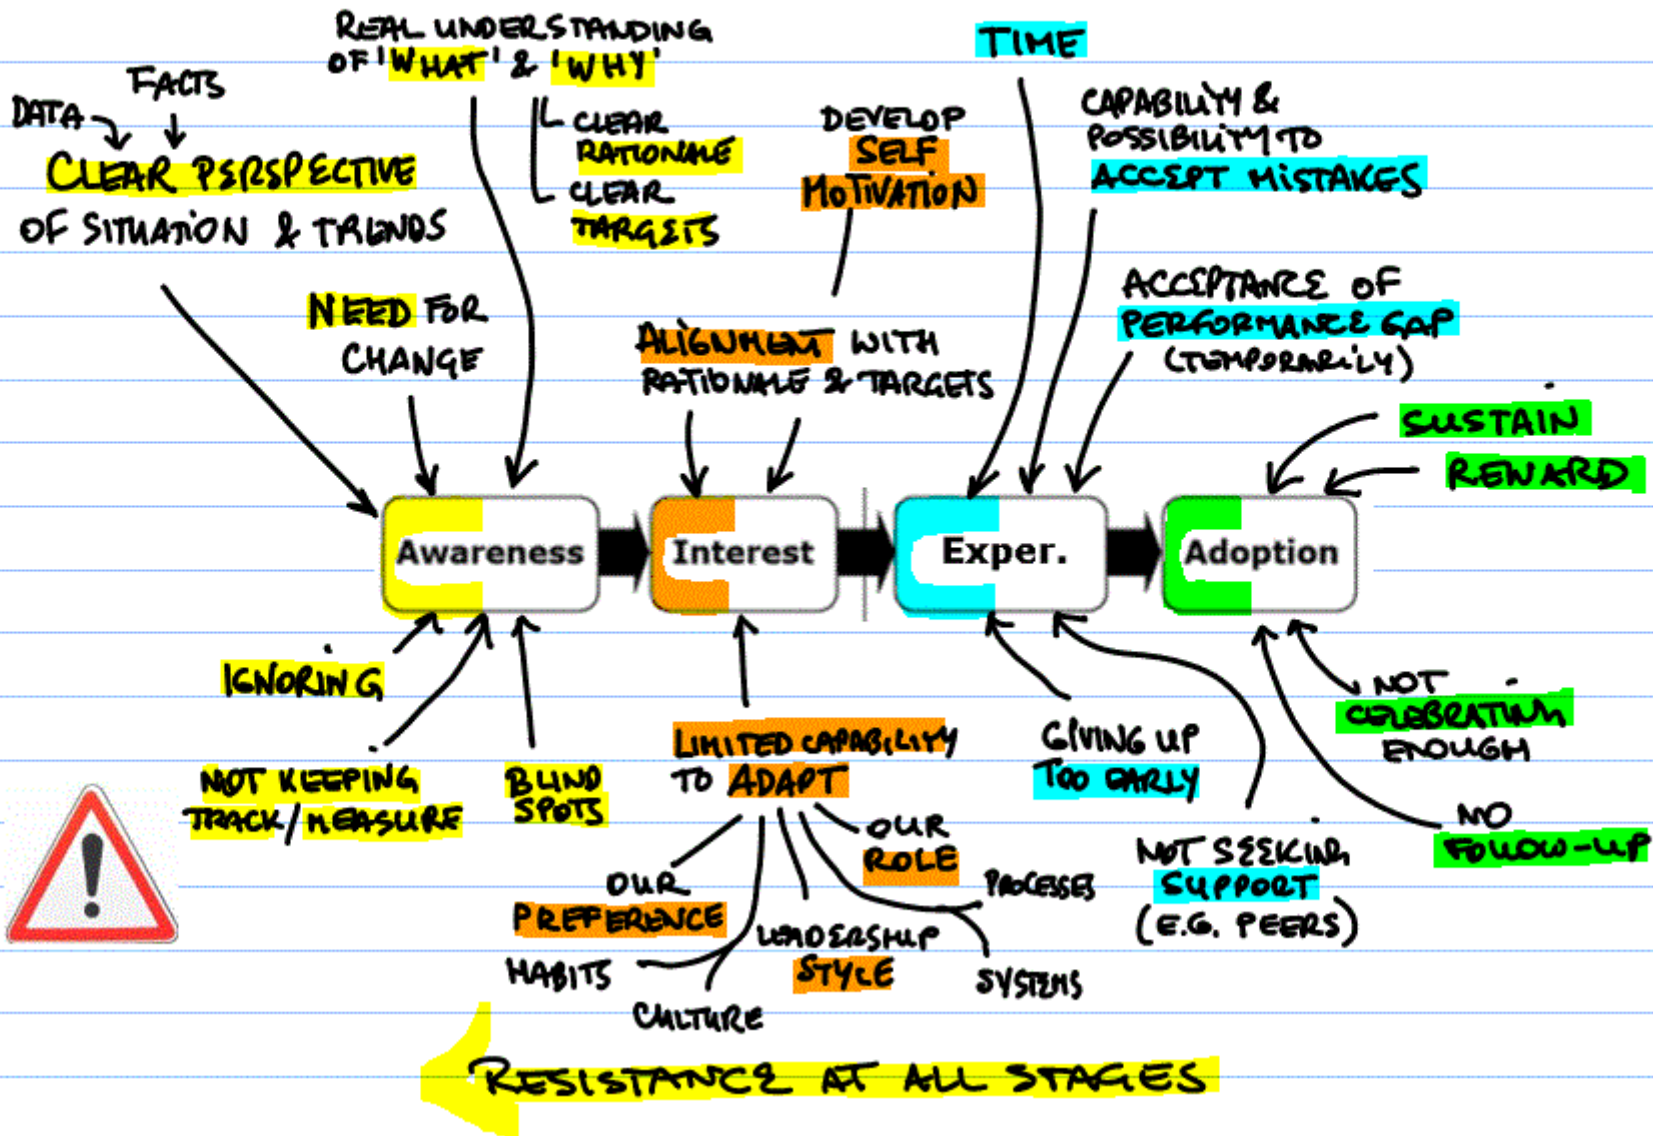 DATA
FACTS
CLEAR PERSPECTIVE
OF SITUATION & TRENDS
REAL UNDERSTANDING
OF 'WHAT' & 'WHY'
CLEAR
RATIONALE
CLEAR
TARGETS
NEED FOR
CHANGE
DEVELOP
SELF
MOTIVATION
ALIGNMENT WITH
RATIONALE & TARGETS
TIME
CAPABILITY &
POSSIBILITY TO
ACCEPT MISTAKES
ACCEPTANCE OF
PERFORMANCE GAP
(TEMPORARILY)
SUSTAIN
REWARD
Awareness
Interest
Exper.
Adoption
IGNORING
NOT KEEPING
TRACK/MEASURE
BLIND
SPOTS
LIMITED CAPABILITY
TO ADAPT
OUR
PREFERENCE
HABITS
CULTURE
LEADERSHIP
STYLE
OUR
ROLE
PROCESSES
SYSTEMS
GIVING UP
TOO EARLY
NOT SEEKING
SUPPORT
(E.G. PEERS)
NOT
CELEBRATING
ENOUGH
NO
FOLLOW-UP
RESISTANCE AT ALL STAGES